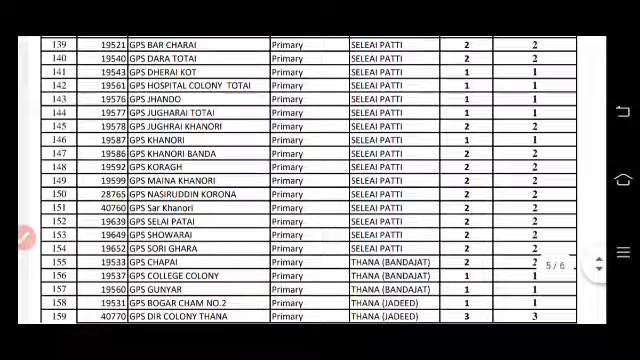 139 19521 GPS BAR CHARAI Primary SELEAI PATTI 2 2
140 19540 GPS DARA TOTAI Primary SELEAI PATTI 2 2
141 19543 GPS DHERAI KOT Primary SELEAI PATTI 1 1
142 19561 GPS HOSPITAL COLONY TOTAI Primary SELEAI PATTI 1 1
143 19576 GPS JHANDO Primary SELEAI PATTI 1 1
144 19577 GPS JUGHARAI TOTAI Primary SELEAI PATTI 1 1
145 19578 GPS JUGHRAI KHANORI Primary SELEAI PATTI 2 2
146 19587 GPS KHANORI Primary SELEAI PATTI 1 1
147 19586 GPS KHANORI BANDA Primary SELEAI PATTI 2 2
148 19592 GPS KORAGH Primary SELEAI PATTI 2 2
149 19599 GPS MAINA KHANORI Primary SELEAI PATTI 2 2
150 28765 GPS NASIRUDDIN KORONA Primary SELEAI PATTI 2 2
151 40760 GPS Sar Khanori Primary SELEAI PATTI 2 2
152 19639 GPS SELAI PATAI Primary SELEAI PATTI 2 2
153 19649 GPS SHOWARAI Primary SELEAI PATTI 2 2
154 19652 GPS SORI GHARA Primary SELEAI PATTI 2 2
155 19533 GPS CHAPAI Primary THANA (BANDAJAT) 2 2
156 19537 GPS COLLEGE COLONY Primary THANA (BANDAJAT) 1 1
157 19560 GPS GUNYAR Primary THANA (BANDAJAT) 1 1
158 19531 GPS BOGAR CHAM NO.2 Primary THANA (JADEED) 1 1
159 40770 GPS DIR COLONY THANA Primary THANA (JADEED) 3 3
5/6